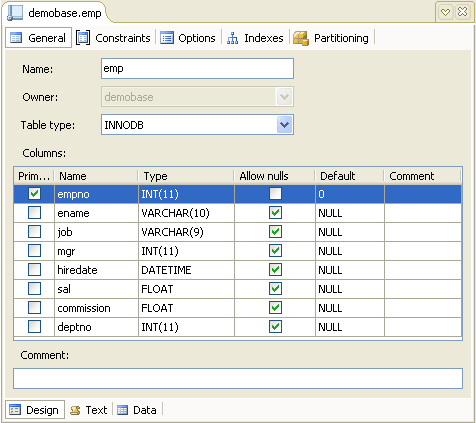 demobase.emp
General Constraints Options Indexes Partitioning
Name: emp
Owner: demobase
Table type: INNODB
Columns:
Prim... Name Type Allow nulls Default Comment
empno INT(11) 0
ename VARCHAR(10) NULL
job VARCHAR(9) NULL
mgr INT(11) NULL
hiredate DATETIME NULL
sal FLOAT NULL
commission FLOAT NULL
deptno INT(11) NULL
Comment:
Design Text Data